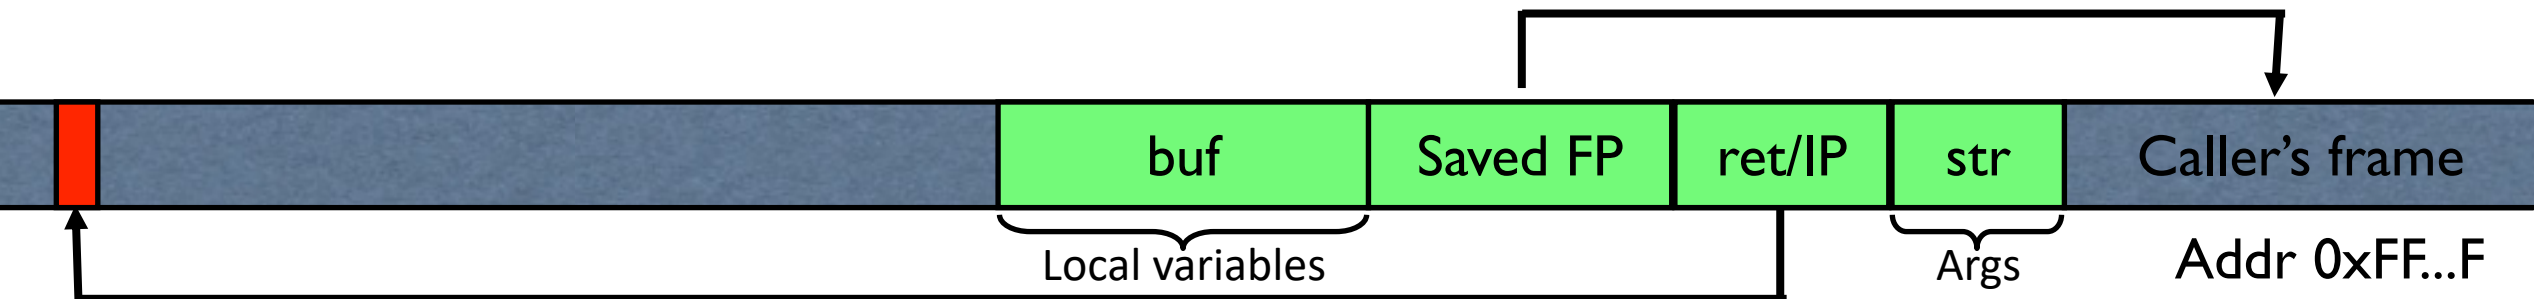 buf Saved FP ret/IP str Caller's frame
Local variables Args Addr 0xFF...F